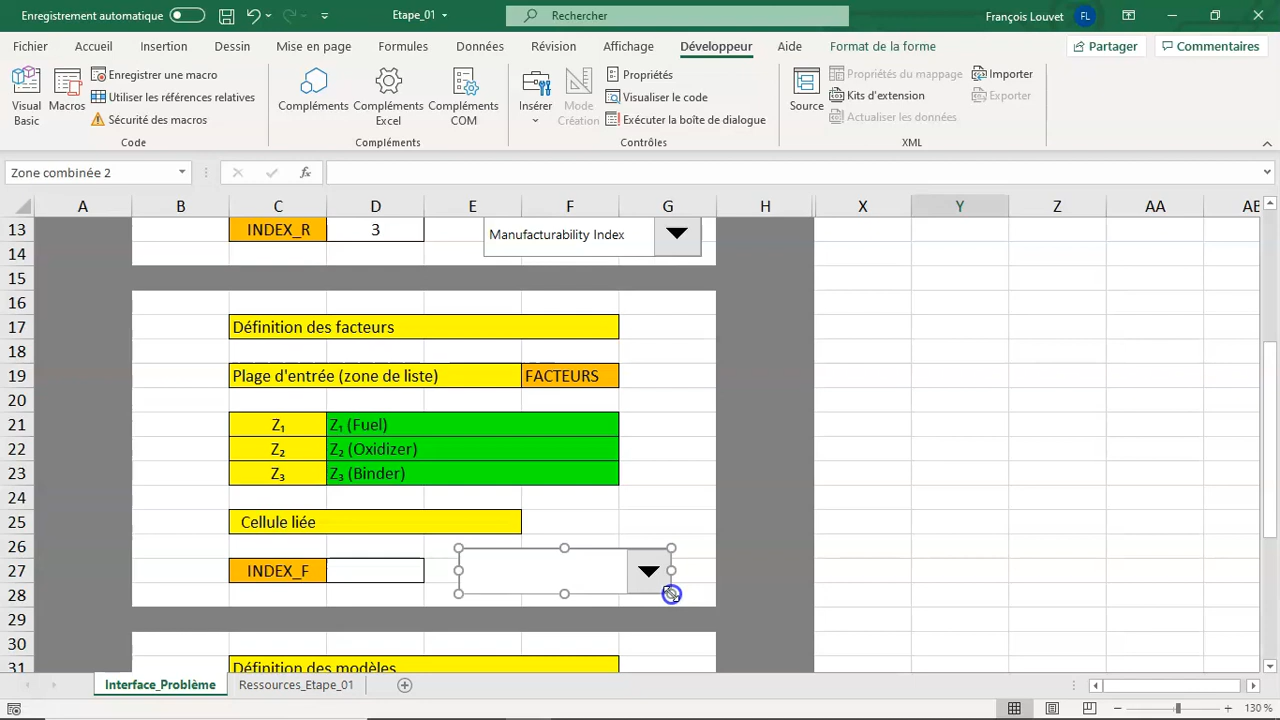 Enregistrement automatique Etape_01 Rechercher François Louvet FL
Fichier Accueil Insertion Dessin Mise en page Formules Données Révision Affichage Développeur Aide Format de la forme Partager Commentaires
Visual Basic
Macros
Enregistrer une macro
Utiliser les références relatives
Sécurité des macros
Code
Compléments
Compléments Excel
Compléments COM
Compléments
Insérer
Mode Création
Propriétés
Visualiser le code
Exécuter la boîte de dialogue
Contrôles
Source
Propriétés du mappage
Kits d'extension
Actualiser les données
Importer
Exporter
XML
Zone combinée 2 fx
A B C D E F G H X Y Z AA AB
13 INDEX_R 3 Manufacturability Index
14
15
16
17 Définition des facteurs
18
19 Plage d'entrée (zone de liste) FACTEURS
20
21 Z₁ Z₁ (Fuel)
22 Z₂ Z₂ (Oxidizer)
23 Z₃ Z₃ (Binder)
24
25 Cellule liée
26
27 INDEX_F
28
29
30
31 Définition des modèles
Interface_Problème Ressources_Etape_01
130 %